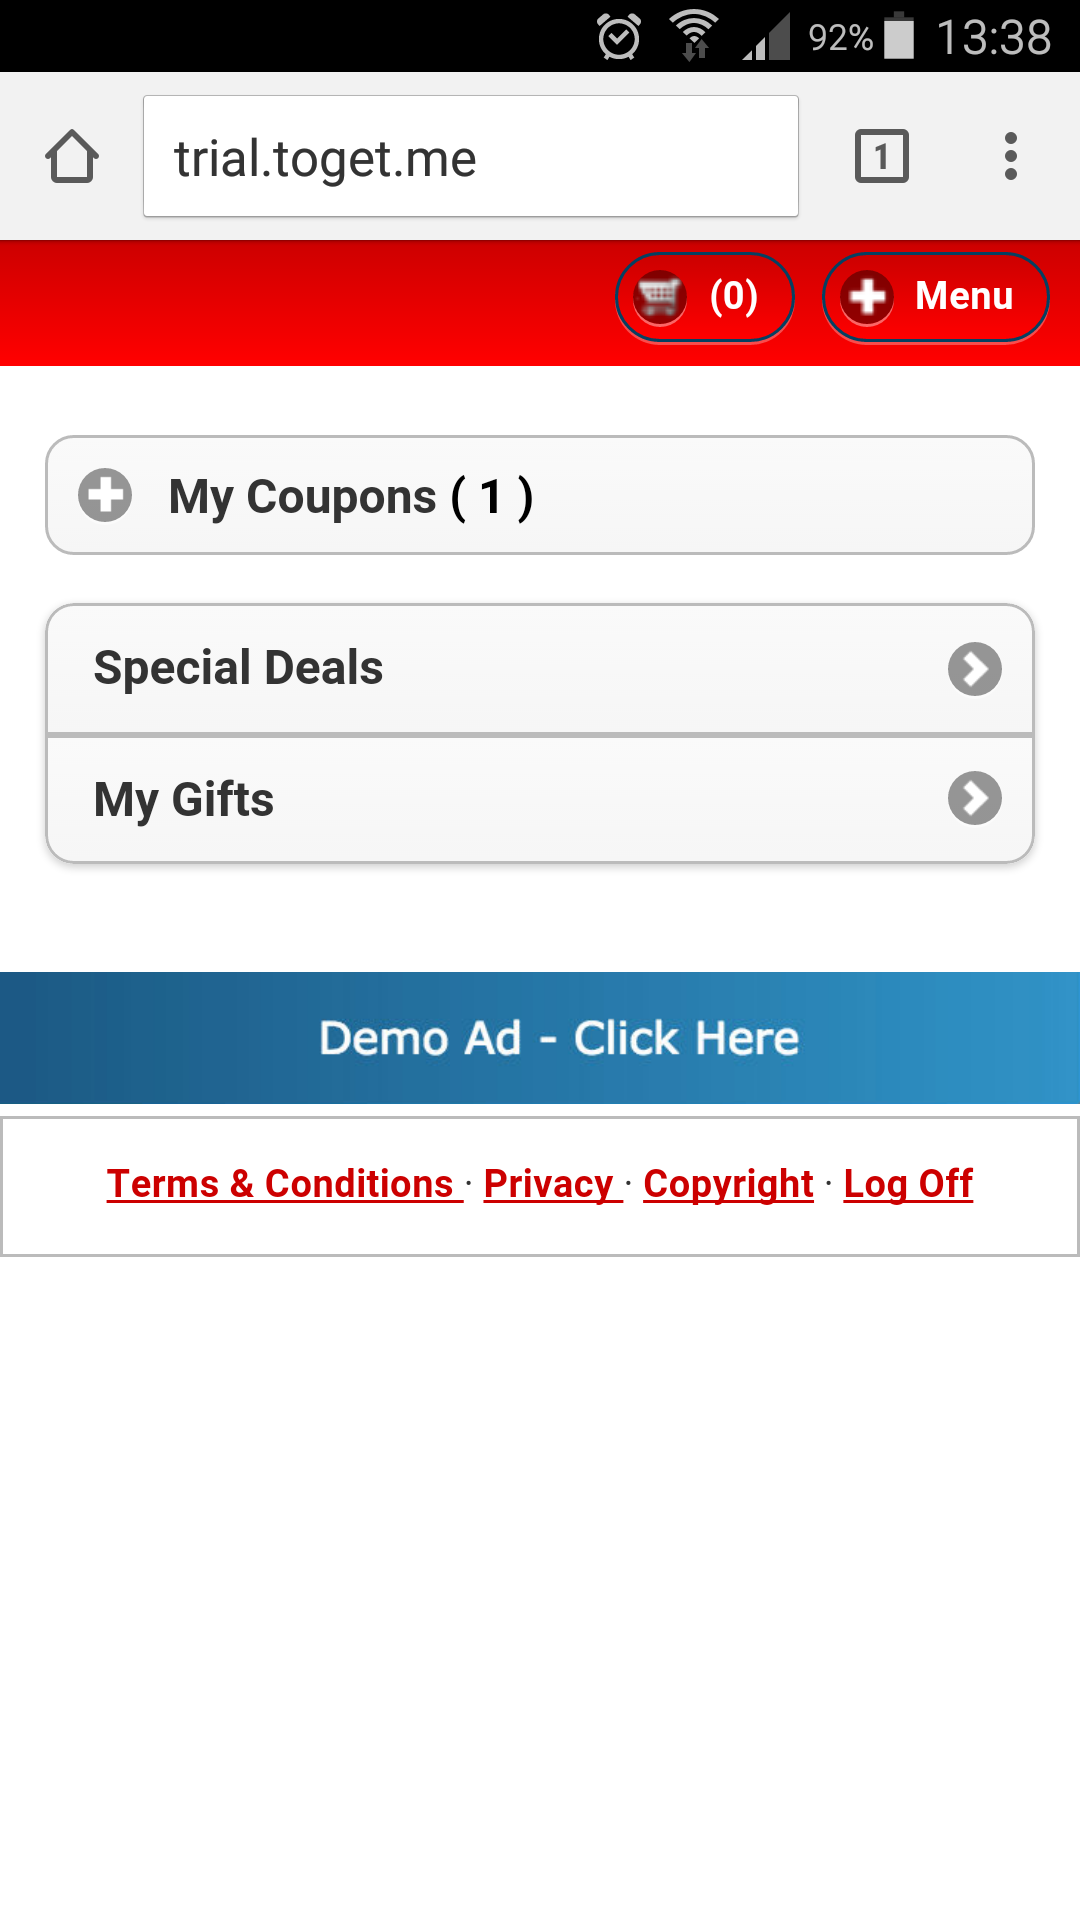 92% 13:38
trial.toget.me 1
(0) Menu
My Coupons ( 1 )
Special Deals
My Gifts
Demo Ad - Click Here
Terms & Conditions · Privacy · Copyright · Log Off